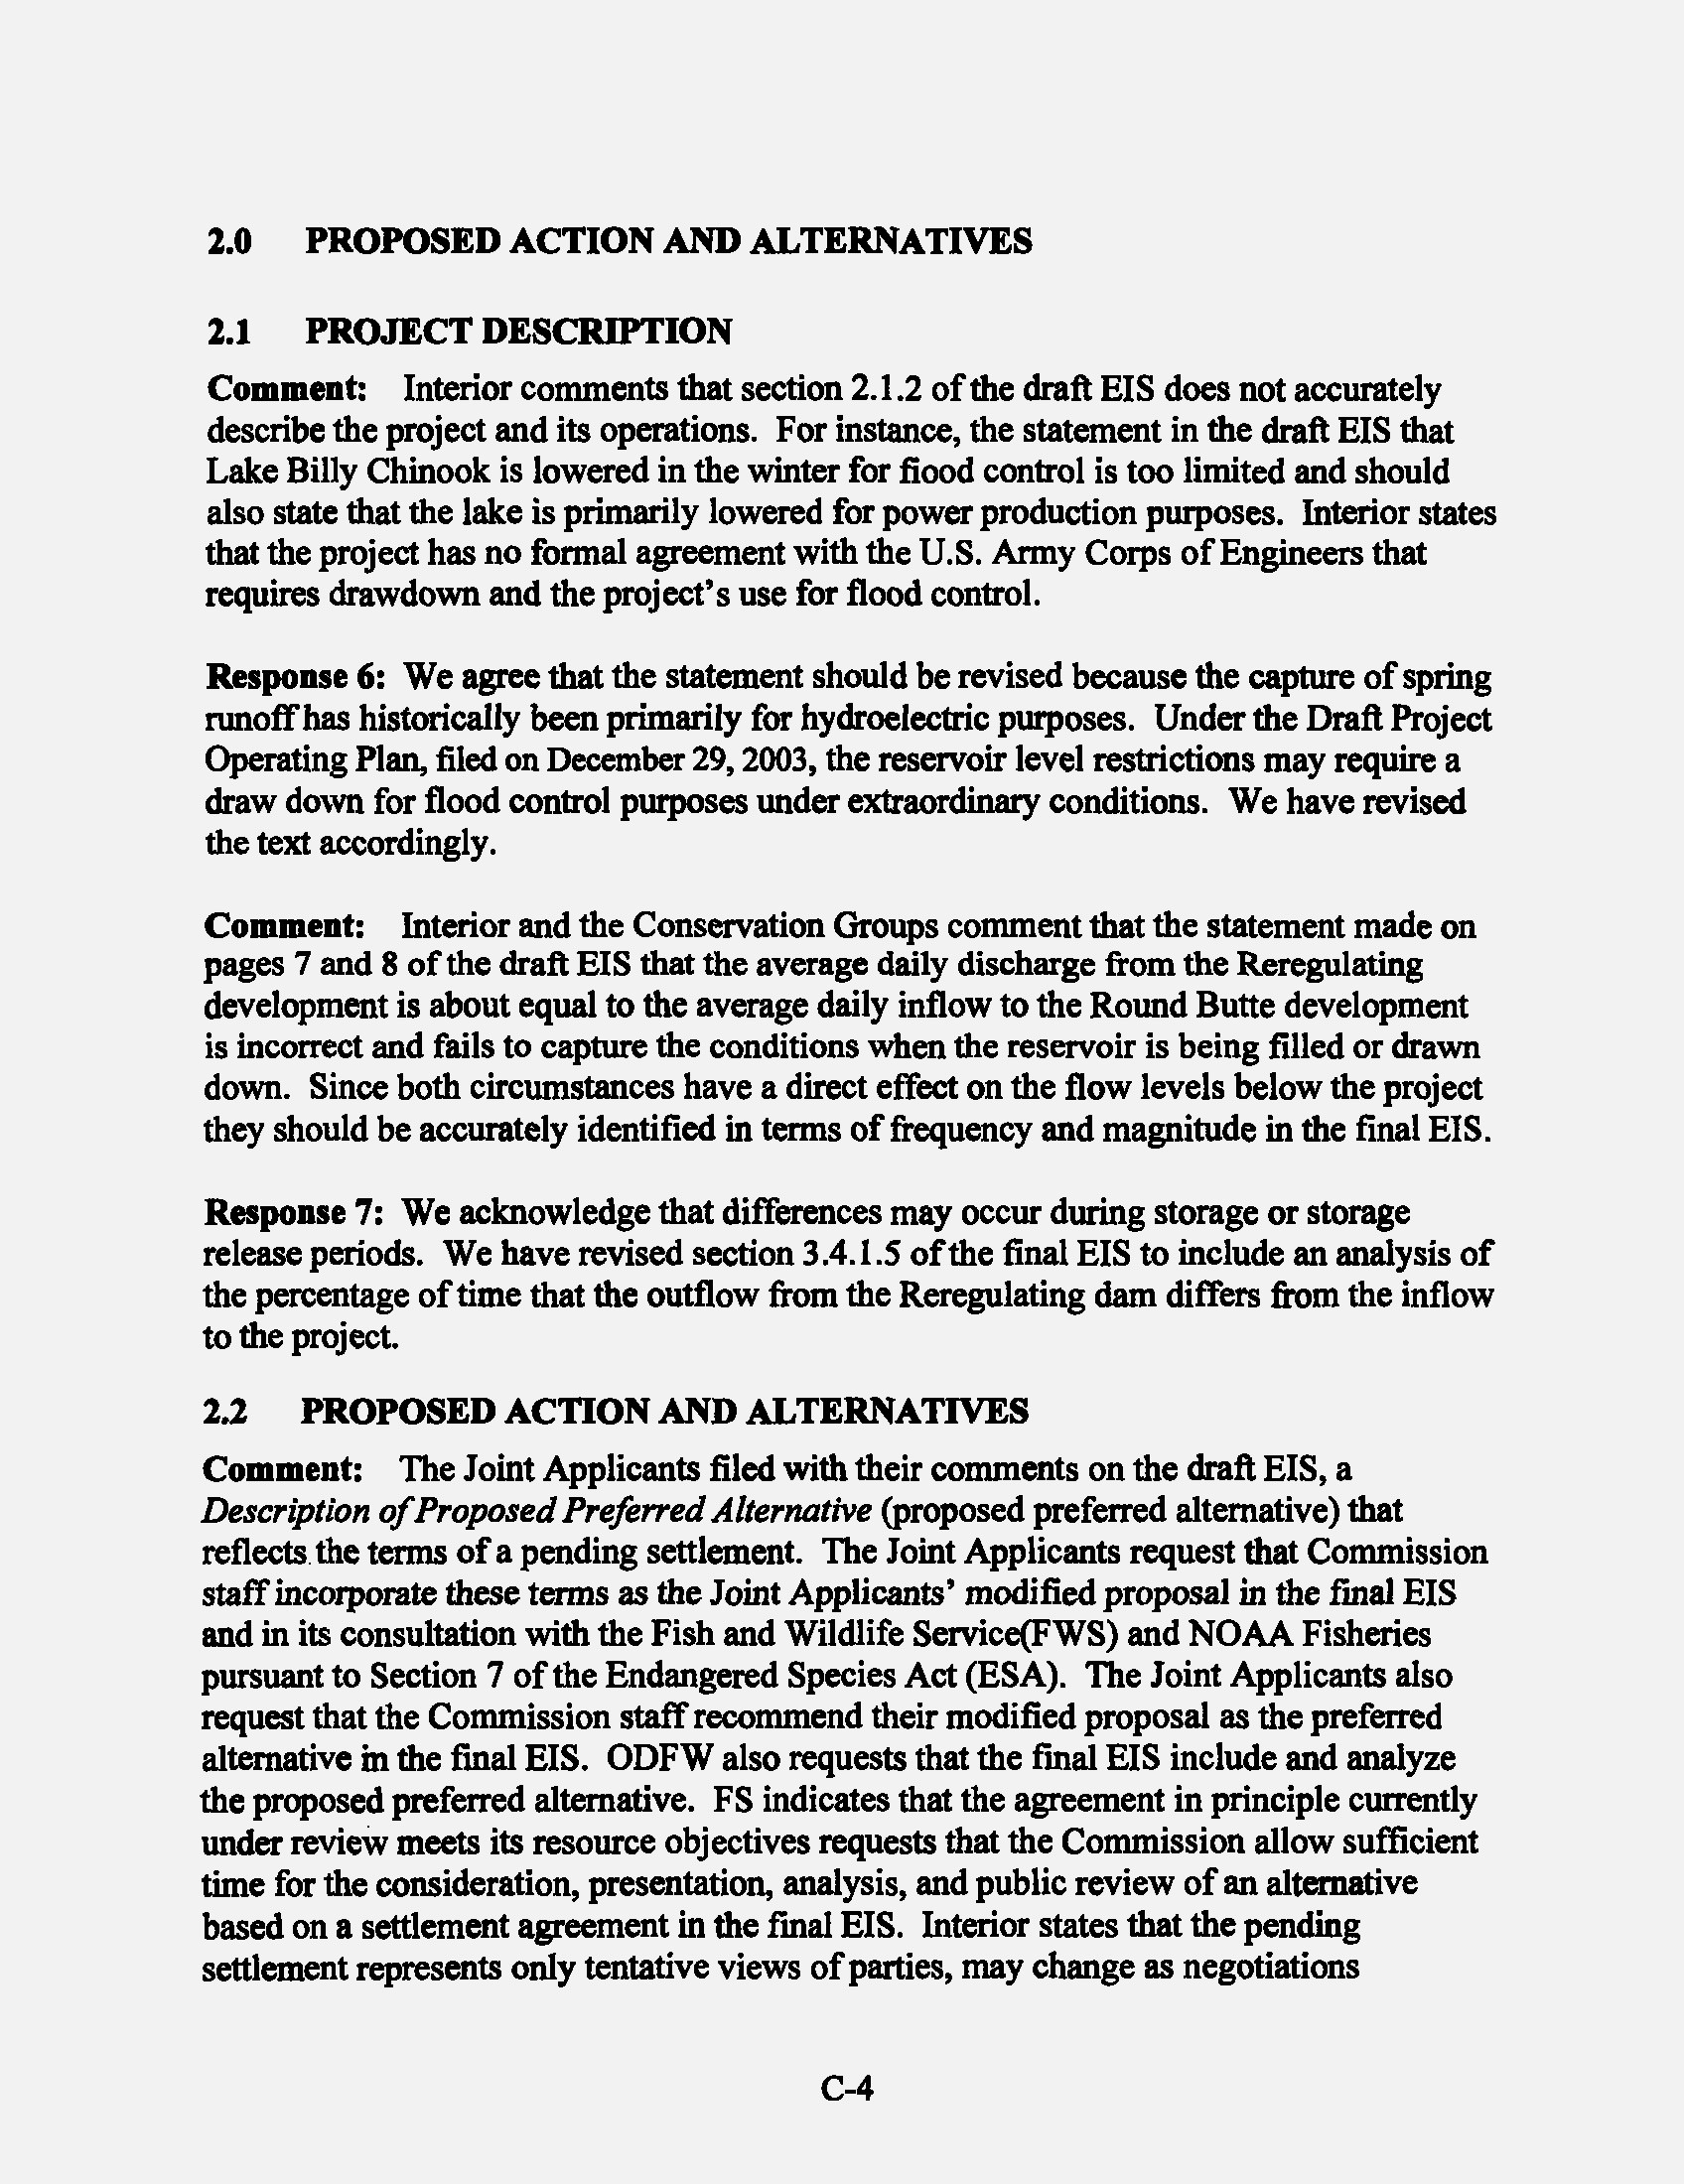 2.0 PROPOSED ACTION AND ALTERNATIVES
2.1 PROJECT DESCRIPTION
Comment: Interior comments that section 2.1.2 of the draft EIS does not accurately
describe the project and its operations. For instance, the statement in the draft EIS that
Lake Billy Chinook is lowered in the winter for flood control is too limited and should
also state that the lake is primarily lowered for power production purposes. Interior states
that the project has no formal agreement with the U.S. Army Corps of Engineers that
requires drawdown and the project's use for flood control.
Response 6: We agree that the statement should be revised because the capture of spring
runoff has historically been primarily for hydroelectric purposes. Under the Draft Project
Operating Plan, filed on December 29, 2003, the reservoir level restrictions may require a
draw down for flood control purposes under extraordinary conditions. We have revised
the text accordingly.
Comment: Interior and the Conservation Groups comment that the statement made on
pages 7 and 8 of the draft EIS that the average daily discharge from the Reregulating
development is about equal to the average daily inflow to the Round Butte development
is incorrect and fails to capture the conditions when the reservoir is being filled or drawn
down. Since both circumstances have a direct effect on the flow levels below the project
they should be accurately identified in terms of frequency and magnitude in the final EIS.
Response 7: We acknowledge that differences may occur during storage or storage
release periods. We have revised section 3.4.1.5 of the final EIS to include an analysis of
the percentage of time that the outflow from the Reregulating dam differs from the inflow
to the project.
2.2 PROPOSED ACTION AND ALTERNATIVES
Comment: The Joint Applicants filed with their comments on the draft EIS, a
Description of Proposed Preferred Alternative (proposed preferred alternative) that
reflects the terms of a pending settlement. The Joint Applicants request that Commission
staff incorporate these terms as the Joint Applicants' modified proposal in the final EIS
and in its consultation with the Fish and Wildlife Service(FWS) and NOAA Fisheries
pursuant to Section 7 of the Endangered Species Act (ESA). The Joint Applicants also
request that the Commission staff recommend their modified proposal as the preferred
alternative in the final EIS. ODFW also requests that the final EIS include and analyze
the proposed preferred alternative. FS indicates that the agreement in principle currently
under review meets its resource objectives requests that the Commission allow sufficient
time for the consideration, presentation, analysis, and public review of an alternative
based on a settlement agreement in the final EIS. Interior states that the pending
settlement represents only tentative views of parties, may change as negotiations
C-4